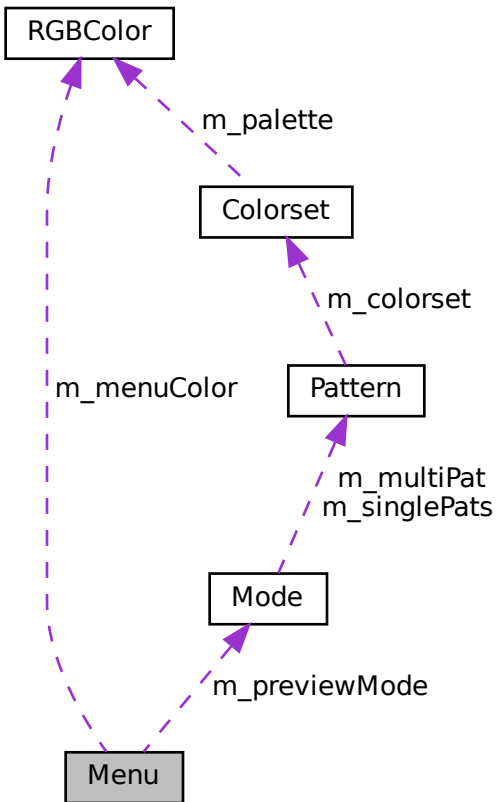 RGBColor
m_palette
Colorset
m_colorset
m_menuColor
Pattern
m_multiPat
m_singlePats
Mode
m_previewMode
Menu